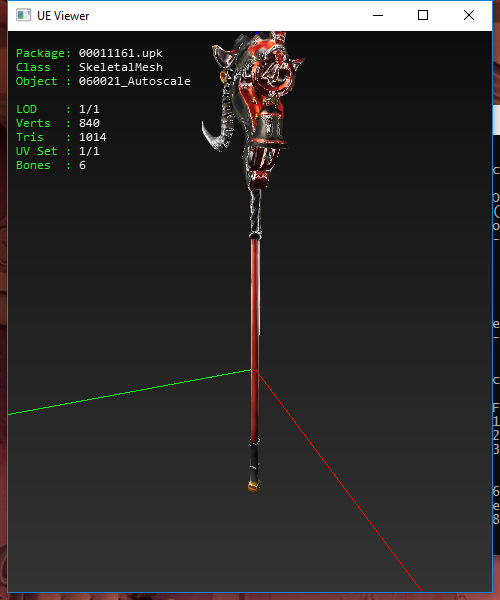 UE Viewer
Package: 00011161.upk
Class  : SkeletalMesh
Object : 060021_Autoscale
LOD    : 1/1
Verts  : 840
Tris   : 1014
UV Set : 1/1
Bones  : 6